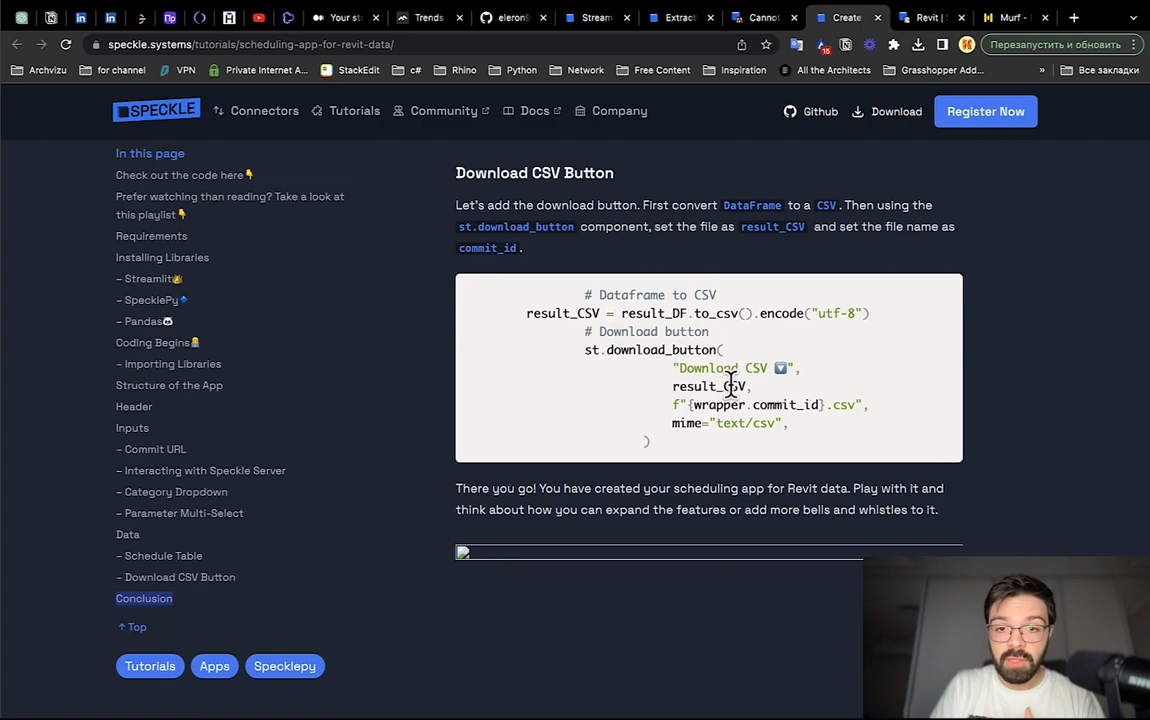 Your st
Trends
eleron
Stream
Extrac
Cannot
Create
Revit |
Murf -
speckle.systems/tutorials/scheduling-app-for-revit-data/
15
Перезапустить и обновить
Archvizu
for channel
VPN
Private Internet A...
StackEdit
c#
Rhino
Python
Network
Free Content
Inspiration
All the Architects
Grasshopper Add...
»
Все закладки
SPECKLE
Connectors
Tutorials
Community
Docs
Company
Github
Download
Register Now
In this page
Check out the code here👇
Prefer watching than reading? Take a look at
this playlist👇
Requirements
Installing Libraries
– Streamlit👑
– SpecklePy🔹
– Pandas🐼
Coding Begins👷
– Importing Libraries
Structure of the App
Header
Inputs
– Commit URL
– Interacting with Speckle Server
– Category Dropdown
– Parameter Multi-Select
Data
– Schedule Table
– Download CSV Button
Conclusion
↑ Top
Tutorials
Apps
Specklepy
Download CSV Button
Let's add the download button. First convert DataFrame to a CSV. Then using the
st.download_button component, set the file as result_CSV and set the file name as
commit_id.
# Dataframe to CSV
result_CSV = result_DF.to_csv().encode("utf-8")
# Download button
st.download_button(
"Download CSV 🔽",
result_CSV,
f"{wrapper.commit_id}.csv",
mime="text/csv",
)
There you go! You have created your scheduling app for Revit data. Play with it and
think about how you can expand the features or add more bells and whistles to it.